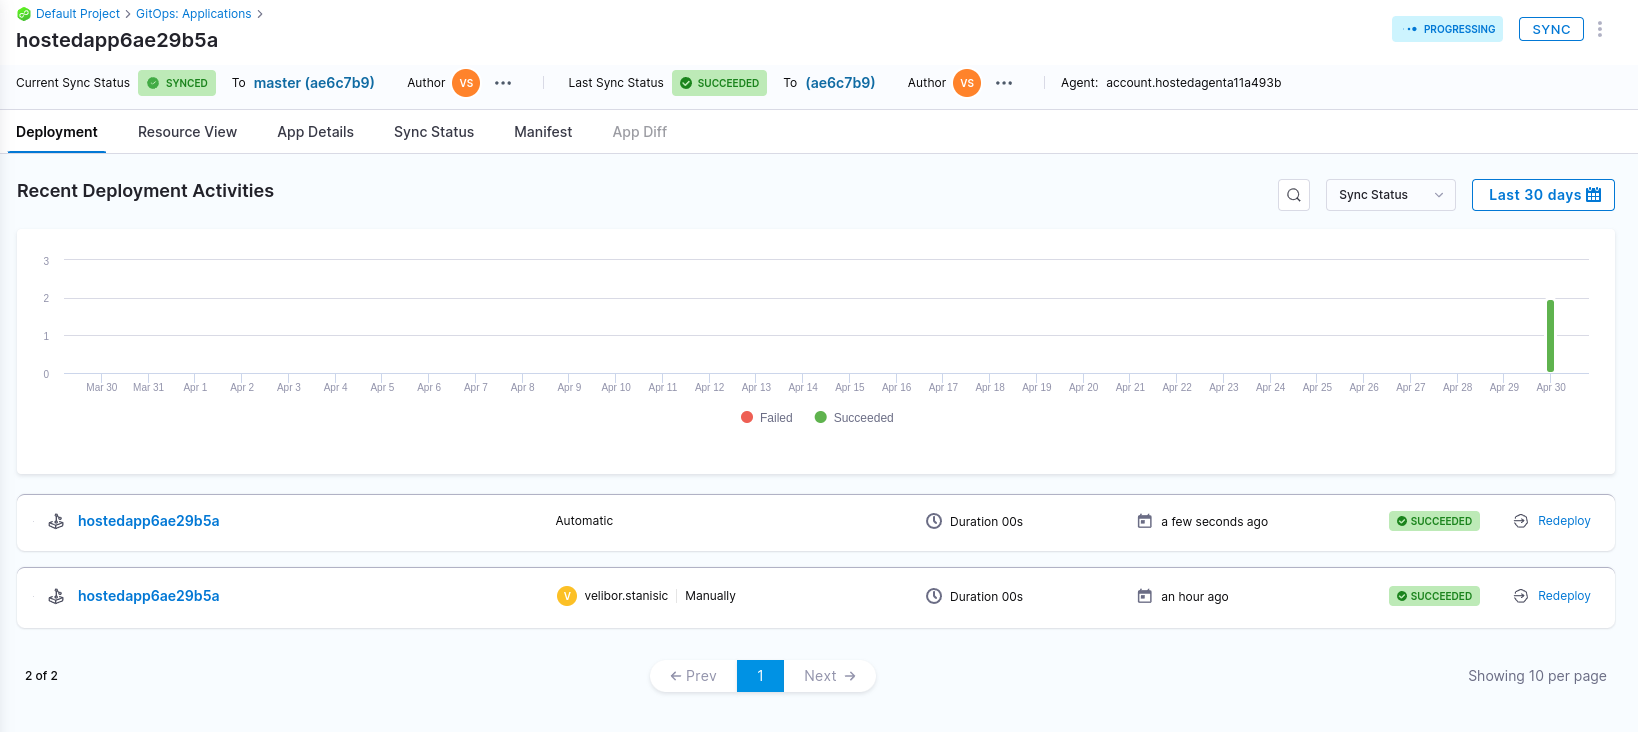 Default Project > GitOps: Applications >
hostedapp6ae29b5a
PROGRESSING SYNC
Current Sync Status SYNCED To master (ae6c7b9) Author VS ••• Last Sync Status SUCCEEDED To (ae6c7b9) Author VS ••• Agent: account.hostedagenta11a493b
Deployment Resource View App Details Sync Status Manifest App Diff
Recent Deployment Activities
Sync Status Last 30 days
3
2
1
0
Mar 30 Mar 31 Apr 1 Apr 2 Apr 3 Apr 4 Apr 5 Apr 6 Apr 7 Apr 8 Apr 9 Apr 10 Apr 11 Apr 12 Apr 13 Apr 14 Apr 15 Apr 16 Apr 17 Apr 18 Apr 19 Apr 20 Apr 21 Apr 22 Apr 23 Apr 24 Apr 25 Apr 26 Apr 27 Apr 28 Apr 29 Apr 30
Failed Succeeded
hostedapp6ae29b5a Automatic Duration 00s a few seconds ago SUCCEEDED Redeploy
hostedapp6ae29b5a V velibor.stanisic Manually Duration 00s an hour ago SUCCEEDED Redeploy
2 of 2 ← Prev 1 Next → Showing 10 per page